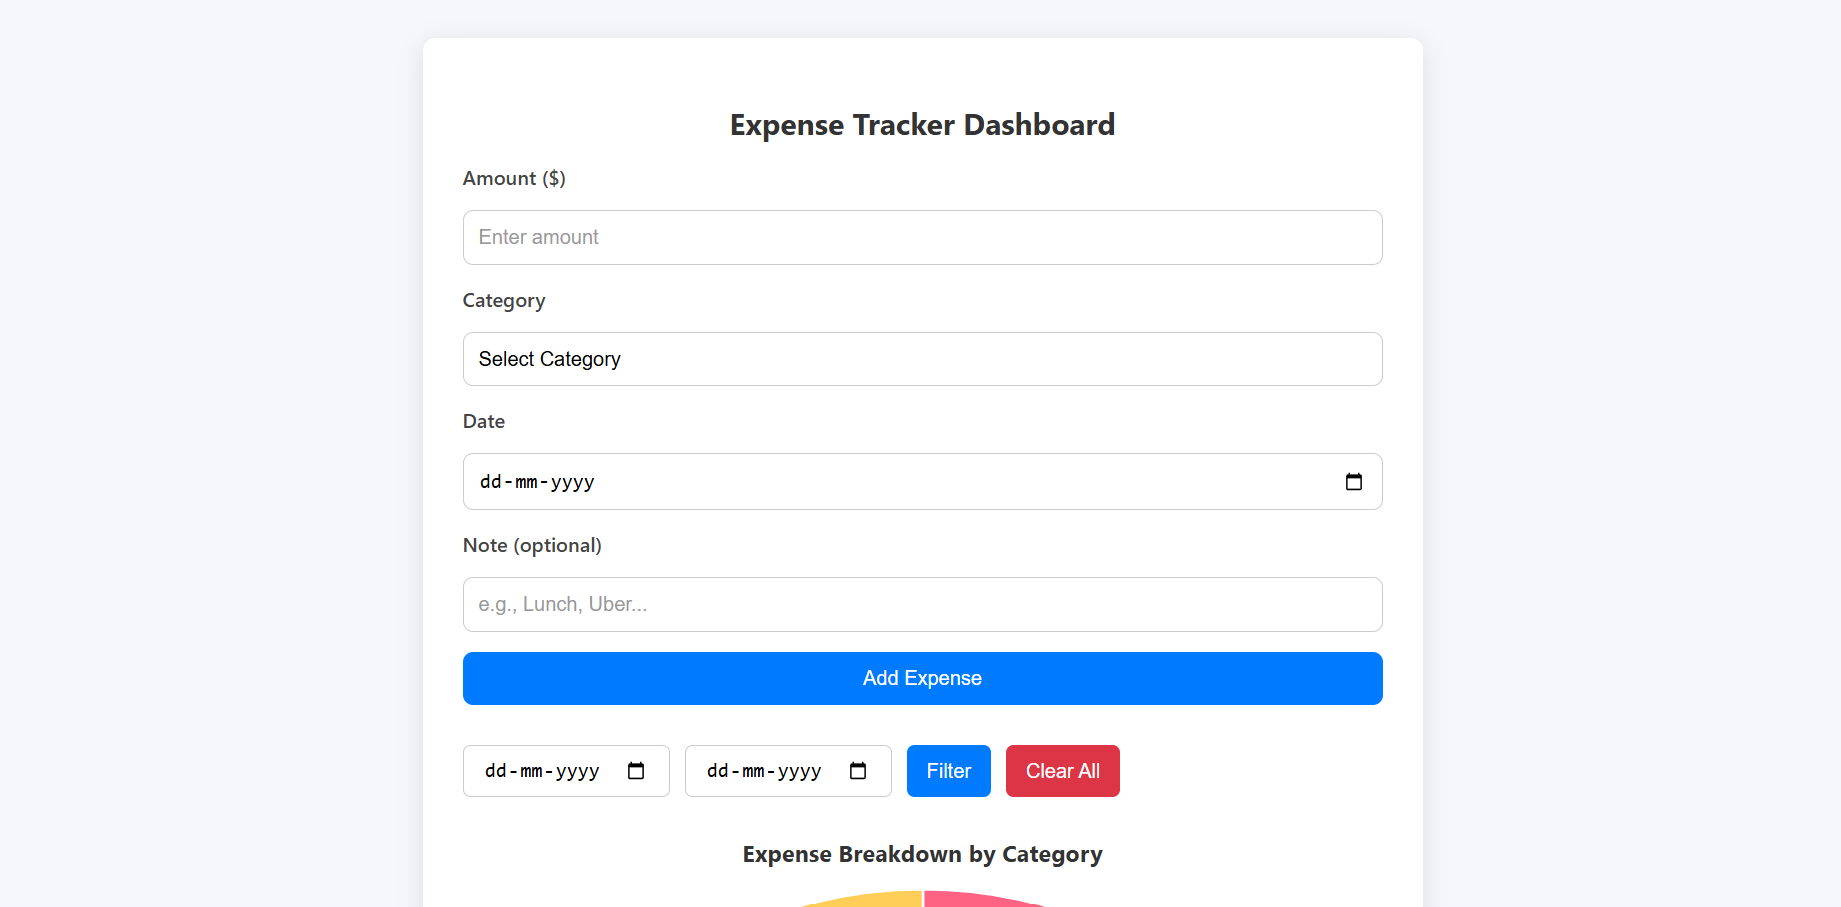 Expense Tracker Dashboard
Amount ($)
Enter amount
Category
Select Category
Date
dd-mm-yyyy
Note (optional)
e.g., Lunch, Uber...
Add Expense
dd-mm-yyyy dd-mm-yyyy Filter Clear All
Expense Breakdown by Category